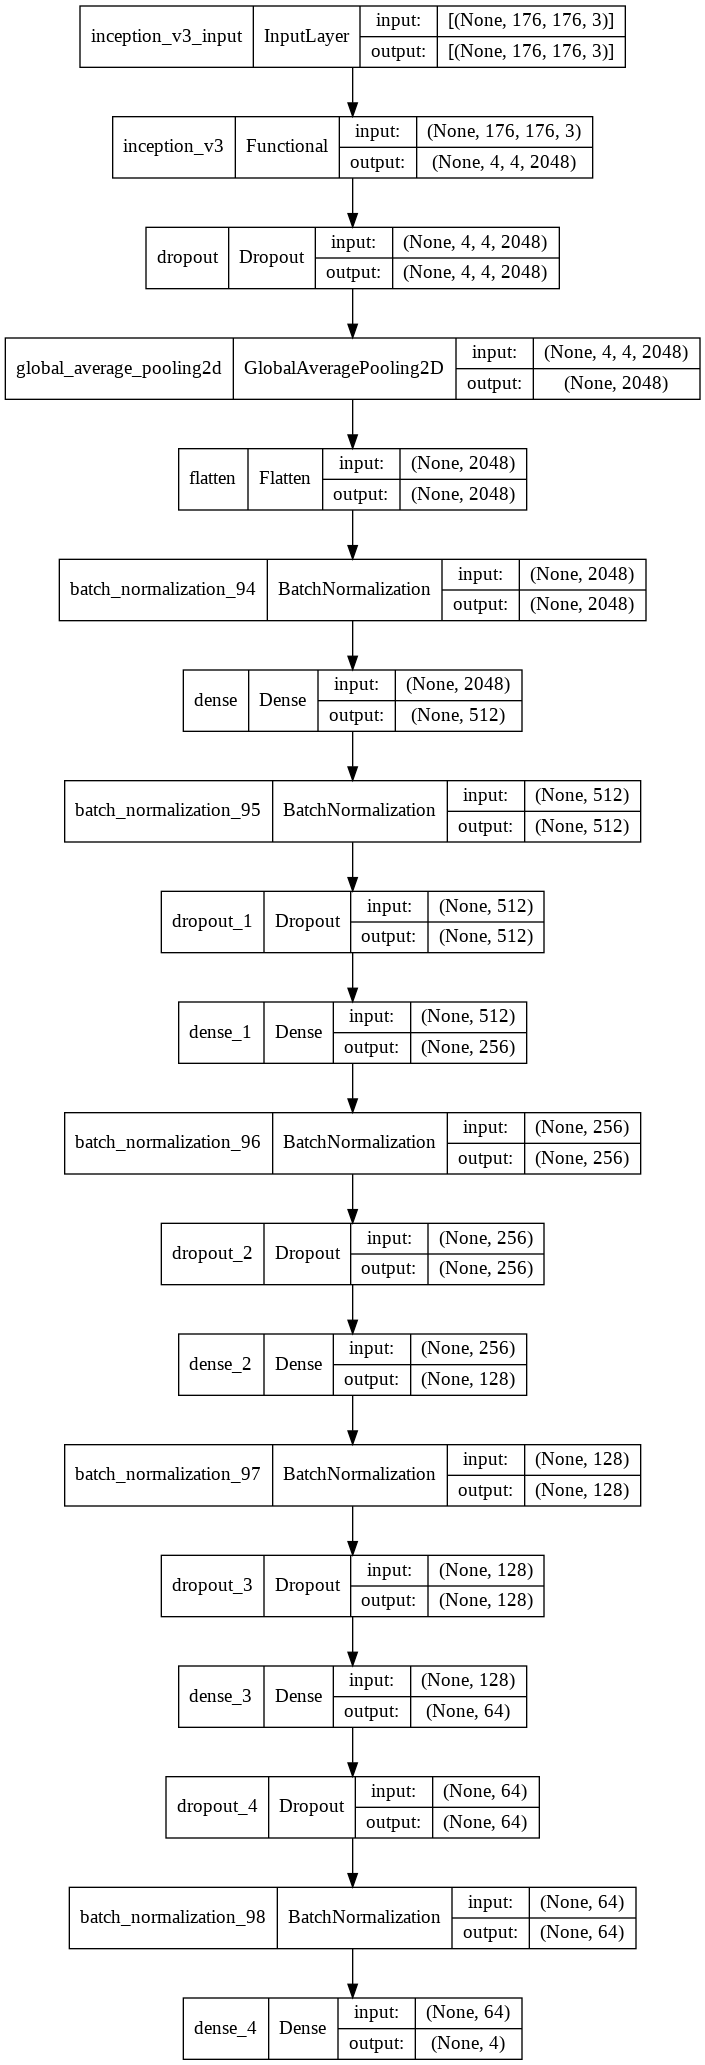 inception_v3_input InputLayer input: [(None, 176, 176, 3)]
output: [(None, 176, 176, 3)]
inception_v3 Functional input: (None, 176, 176, 3)
output: (None, 4, 4, 2048)
dropout Dropout input: (None, 4, 4, 2048)
output: (None, 4, 4, 2048)
global_average_pooling2d GlobalAveragePooling2D input: (None, 4, 4, 2048)
output: (None, 2048)
flatten Flatten input: (None, 2048)
output: (None, 2048)
batch_normalization_94 BatchNormalization input: (None, 2048)
output: (None, 2048)
dense Dense input: (None, 2048)
output: (None, 512)
batch_normalization_95 BatchNormalization input: (None, 512)
output: (None, 512)
dropout_1 Dropout input: (None, 512)
output: (None, 512)
dense_1 Dense input: (None, 512)
output: (None, 256)
batch_normalization_96 BatchNormalization input: (None, 256)
output: (None, 256)
dropout_2 Dropout input: (None, 256)
output: (None, 256)
dense_2 Dense input: (None, 256)
output: (None, 128)
batch_normalization_97 BatchNormalization input: (None, 128)
output: (None, 128)
dropout_3 Dropout input: (None, 128)
output: (None, 128)
dense_3 Dense input: (None, 128)
output: (None, 64)
dropout_4 Dropout input: (None, 64)
output: (None, 64)
batch_normalization_98 BatchNormalization input: (None, 64)
output: (None, 64)
dense_4 Dense input: (None, 64)
output: (None, 4)